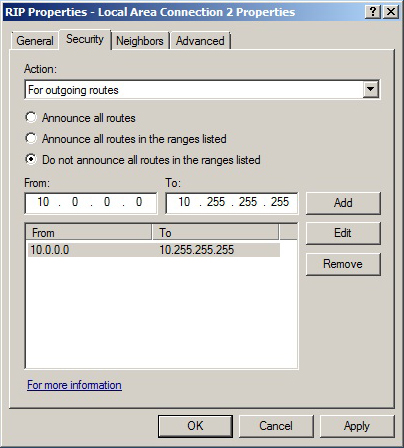 RIP Properties - Local Area Connection 2 Properties
General Security Neighbors Advanced
Action:
For outgoing routes
Announce all routes
Announce all routes in the ranges listed
Do not announce all routes in the ranges listed
From: To:
10 . 0 . 0 . 0 10 . 255 . 255 . 255 Add
From To Edit
10.0.0.0 10.255.255.255
Remove
For more information
OK Cancel Apply